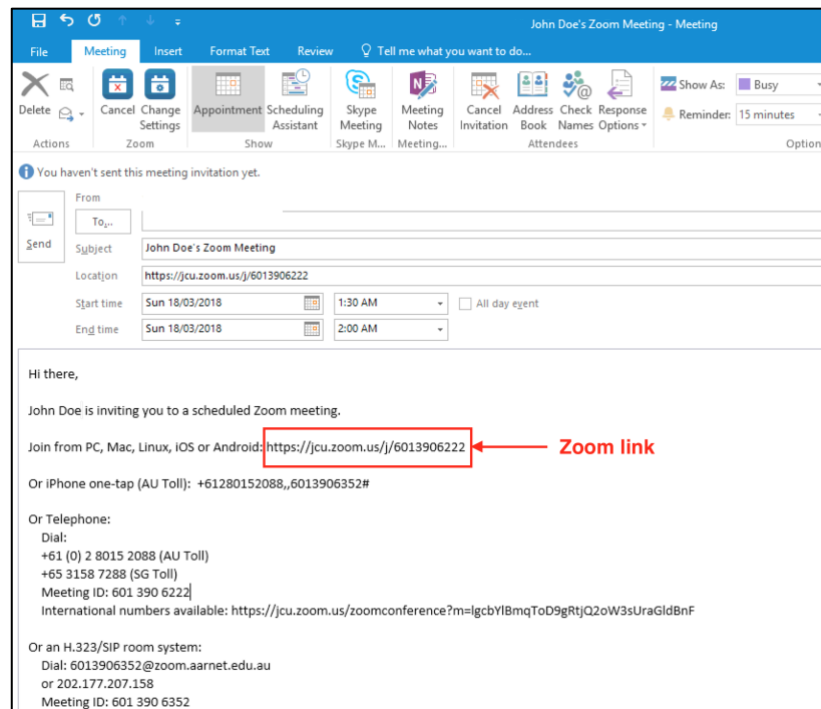 John Doe's Zoom Meeting - Meeting
File Meeting Insert Format Text Review Tell me what you want to do...
Delete Cancel Change Settings Appointment Scheduling Assistant Skype Meeting Meeting Notes Cancel Invitation Address Book Check Names Response Options Show As: Busy
Reminder: 15 minutes
Actions Zoom Show Skype M... Meeting... Attendees Option
You haven't sent this meeting invitation yet.
From
To...
Send
Subject John Doe's Zoom Meeting
Location https://jcu.zoom.us/j/6013906222
Start time Sun 18/03/2018 1:30 AM All day event
End time Sun 18/03/2018 2:00 AM
Hi there,
John Doe is inviting you to a scheduled Zoom meeting.
Join from PC, Mac, Linux, iOS or Android: https://jcu.zoom.us/j/6013906222 Zoom link
Or iPhone one-tap (AU Toll): +61280152088,,6013906352#
Or Telephone:
Dial:
+61 (0) 2 8015 2088 (AU Toll)
+65 3158 7288 (SG Toll)
Meeting ID: 601 390 6222
International numbers available: https://jcu.zoom.us/zoomconference?m=lgcbYlBmqToD9gRtjQ2oW3sUraGldBnF
Or an H.323/SIP room system:
Dial: 6013906352@zoom.aarnet.edu.au
or 202.177.207.158
Meeting ID: 601 390 6352